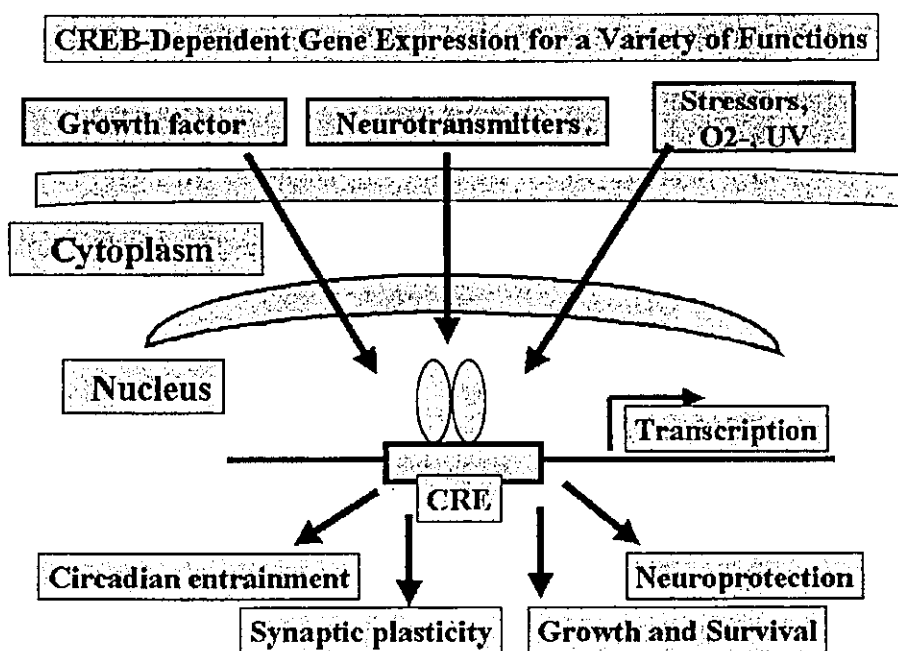 CREB-Dependent Gene Expression for a Variety of Functions
Growth factor
Neurotransmitters,
Stressors,
O2-, UV
Cytoplasm
Nucleus
Transcription
CRE
Circadian entrainment
Neuroprotection
Synaptic plasticity
Growth and Survival